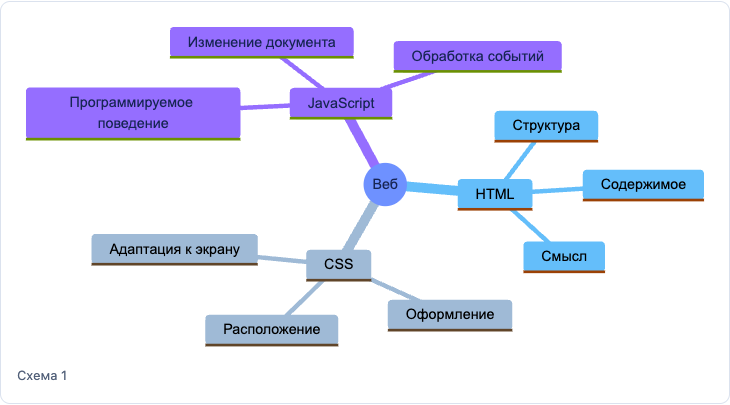 Изменение документа
Обработка событий
Программируемое
поведение
JavaScript
Структура
Веб
HTML
Содержимое
Адаптация к экрану
CSS
Смысл
Расположение
Оформление
Схема 1